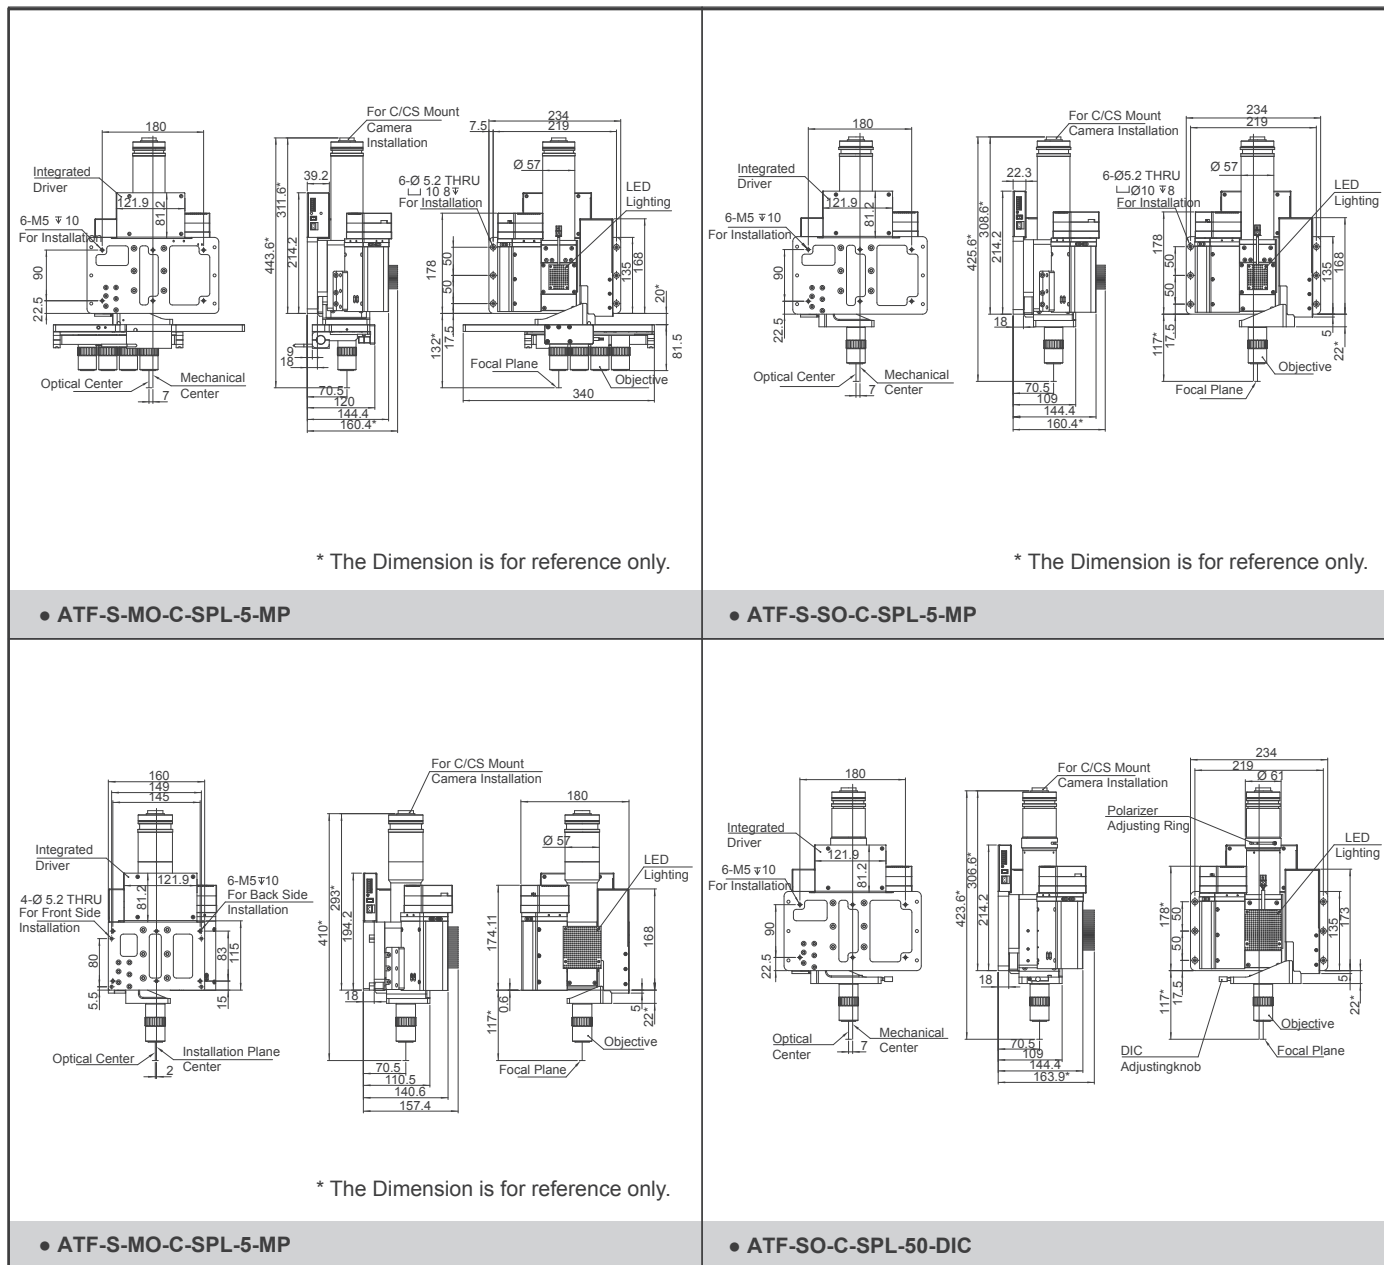 180
Integrated
Driver
121.9
81.2
6-M5 ↧ 10
For Installation
90
22.5
Optical Center
Mechanical
Center
7
For C/CS Mount
Camera
Installation
39.2
311.6*
443.6*
214.2
9
18
70.5
120
144.4
160.4*
234
219
7.5
Ø 57
6-Ø 5.2 THRU
⌴ 10 8 ↧
For Installation
LED
Lighting
178
50
50
17.5
132*
135
168
20*
81.5
Focal Plane
Objective
340
* The Dimension is for reference only.
● ATF-S-MO-C-SPL-5-MP
180
Integrated
Driver
121.9
81.2
6-M5 ↧ 10
For Installation
90
22.5
Optical Center
Mechanical
Center
7
For C/CS Mount
Camera Installation
22.3
308.6*
425.6*
214.2
18
70.5
109
144.4
160.4*
234
219
Ø 57
6-Ø5.2 THRU
⌴Ø10 ↧8
For Installation
LED
Lighting
178
50
50
17.5
117*
135
168
5
22*
Objective
Focal Plane
* The Dimension is for reference only.
● ATF-S-SO-C-SPL-5-MP
160
149
145
Integrated
Driver
121.9
81.2
4-Ø 5.2 THRU
For Front Side
Installation
6-M5↧10
For Back Side
Installation
80
5.5
83
115
15
Optical Center
Installation Plane
Center
2
For C/CS Mount
Camera Installation
293*
410*
194.2
18
70.5
110.5
140.6
157.4
180
Ø 57
LED
Lighting
174.11
168
0.6
117*
5
22*
Objective
Focal Plane
* The Dimension is for reference only.
● ATF-S-MO-C-SPL-5-MP
180
Integrated
Driver
121.9
81.2
6-M5 ↧ 10
For Installation
90
22.5
Optical
Center
Mechanical
Center
7
For C/CS Mount
Camera Installation
306.6*
423.6*
214.2
18
70.5
109
144.4
163.9*
234
219
Ø 61
Polarizer
Adjusting Ring
LED
Lighting
178*
50
50
17.5
117*
135
173
5
22*
Objective
Focal Plane
DIC
Adjustingknob
● ATF-SO-C-SPL-50-DIC